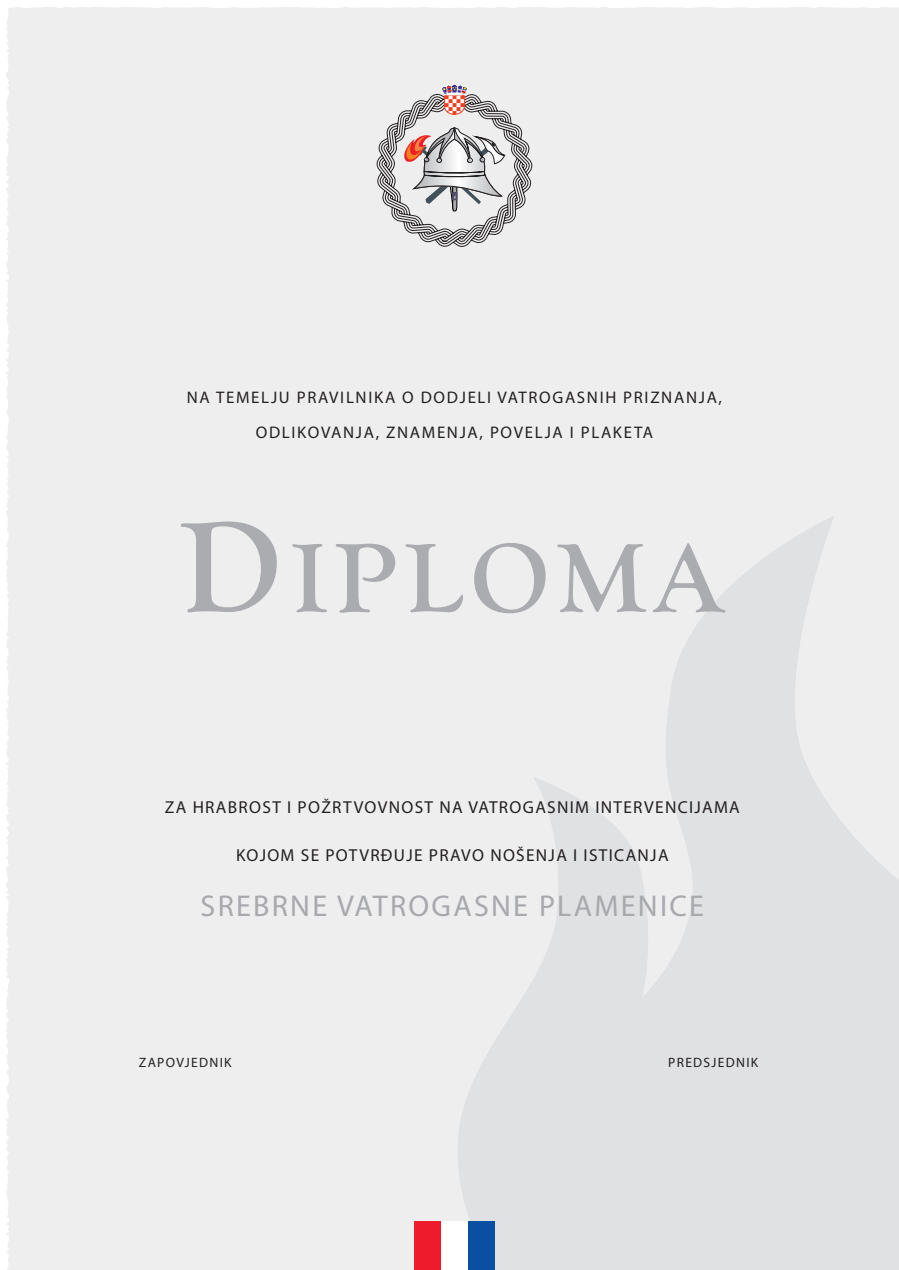 NA TEMELJU PRAVILNIKA O DODJELI VATROGASNIH PRIZNANJA,
ODLIKOVANJA, ZNAMENJA, POVELJA I PLAKETA
DIPLOMA
ZA HRABROST I POŽRTVOVNOST NA VATROGASNIM INTERVENCIJAMA
KOJOM SE POTVRĐUJE PRAVO NOŠENJA I ISTICANJA
SREBRNE VATROGASNE PLAMENICE
ZAPOVJEDNIK PREDSJEDNIK